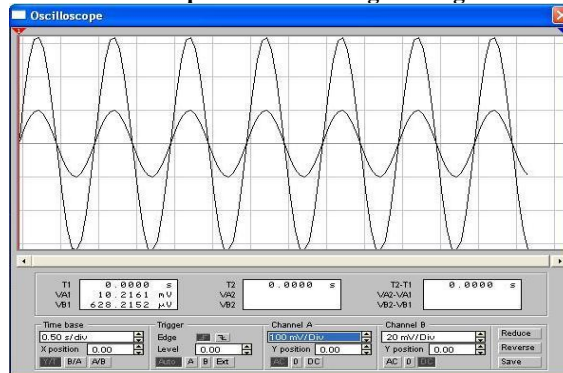 Oscilloscope
T1 0.0000 s
VA1 10.2161 mV
VB1 628.2152 µV
T2 0.0000 s
VA2
VB2
T2-T1 0.0000 s
VA2-VA1
VB2-VB1
Time base
0.50 s/div
X position 0.00
Y/T B/A A/B
Trigger
Edge
Level 0.00
Auto A B Ext
Channel A
100 mV/Div
Y position 0.00
AC 0 DC
Channel B
20 mV/Div
Y position 0.00
AC 0 DC
Reduce
Reverse
Save